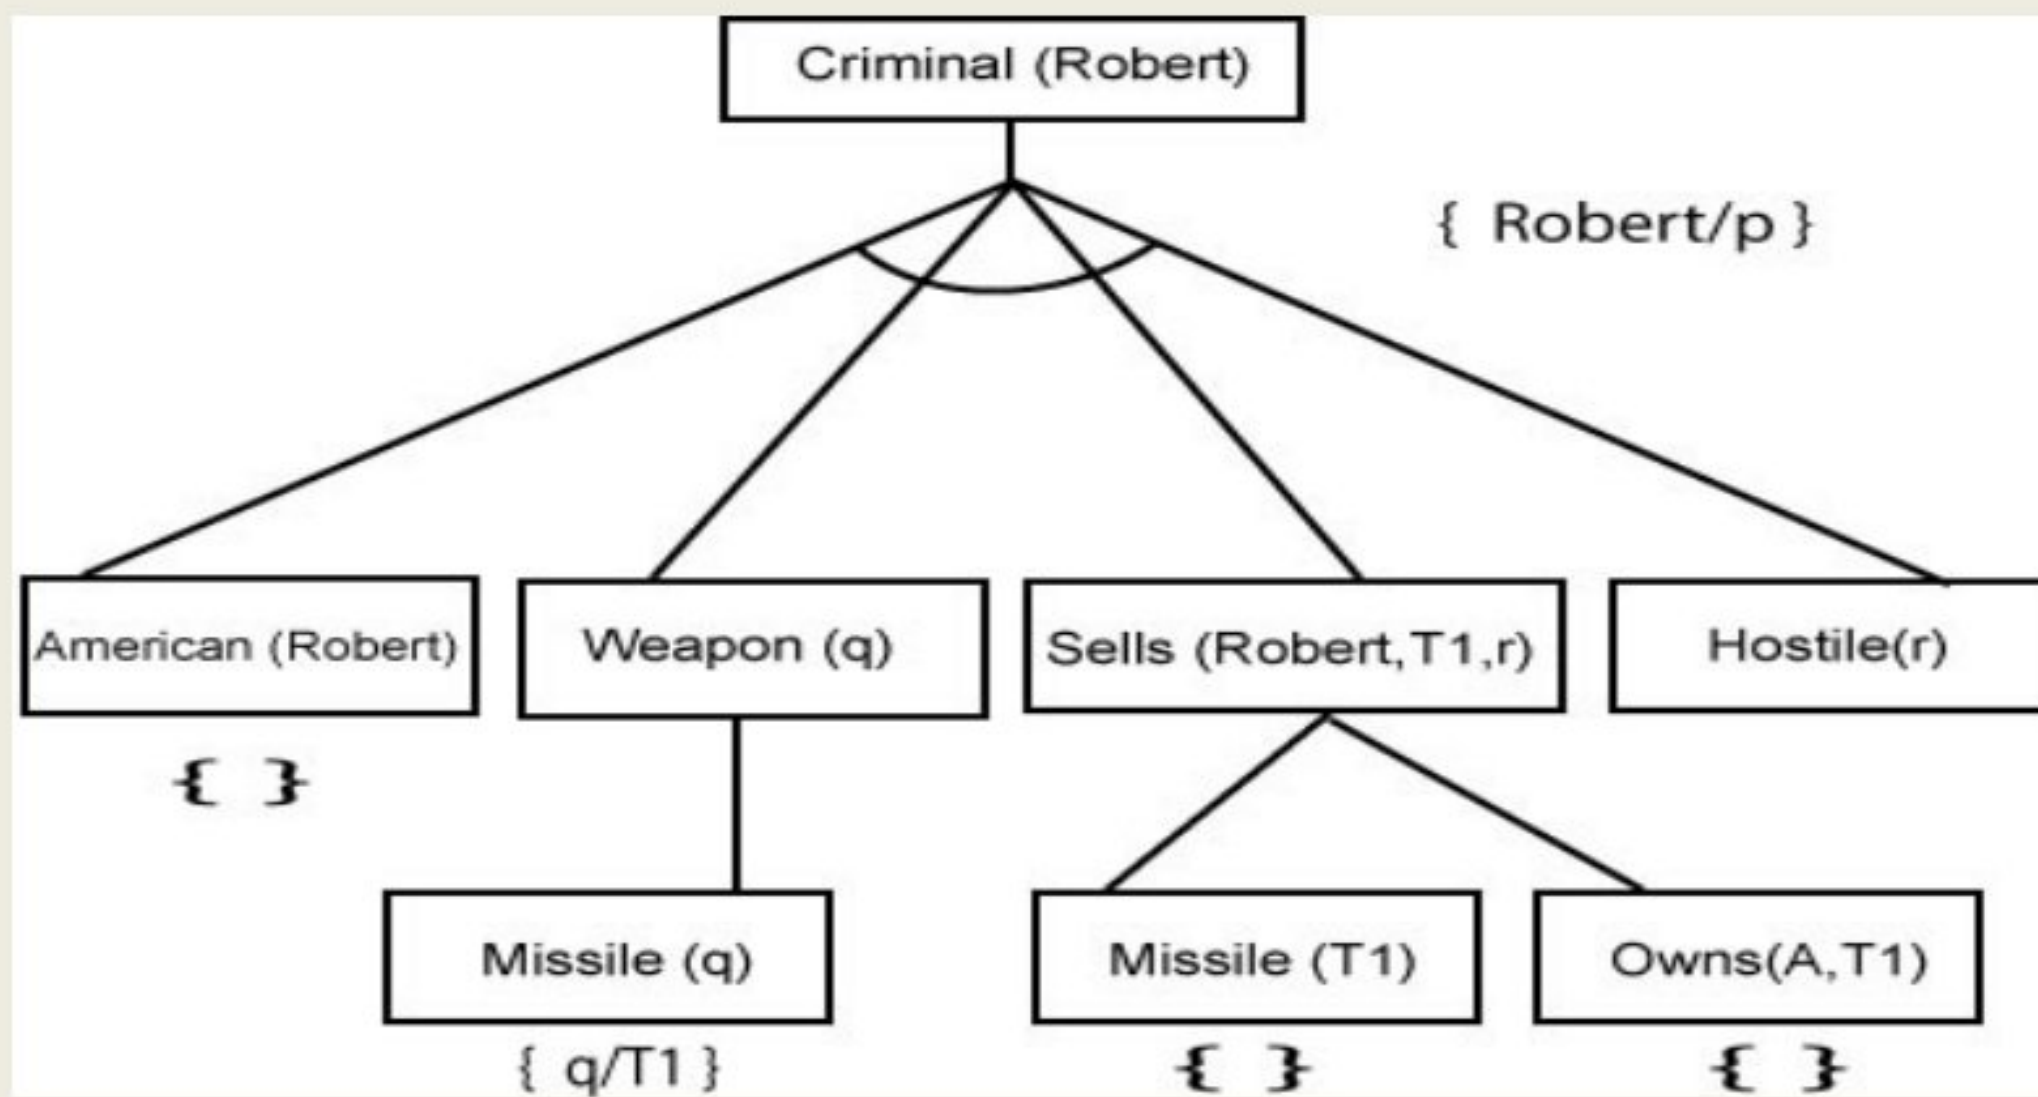 Criminal (Robert)
{ Robert/p }
American (Robert)
Weapon (q)
Sells (Robert,T1,r)
Hostile(r)
{ }
Missile (q)
Missile (T1)
Owns(A,T1)
{ q/T1 }
{ }
{ }